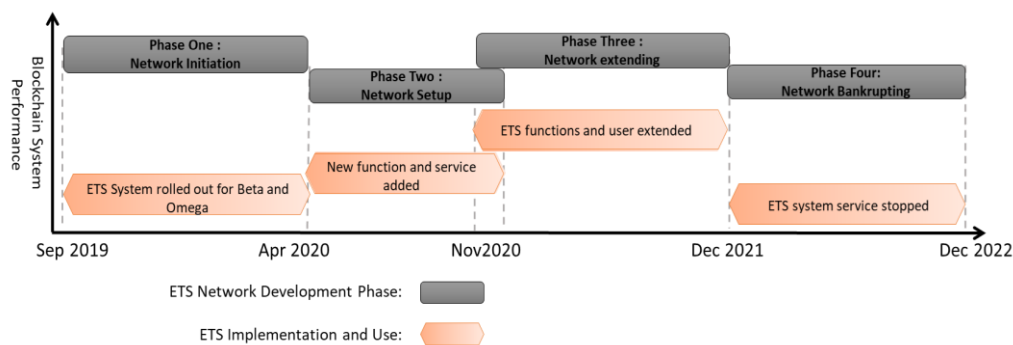 Blockchain System
Performance
Phase One :
Network Initiation
Phase Two :
Network Setup
Phase Three :
Network extending
Phase Four:
Network Bankrupting
ETS System rolled out for Beta and
Omega
New function and service
added
ETS functions and user extended
ETS system service stopped
Sep 2019
Apr 2020
Nov2020
Dec 2021
Dec 2022
ETS Network Development Phase:
ETS Implementation and Use: